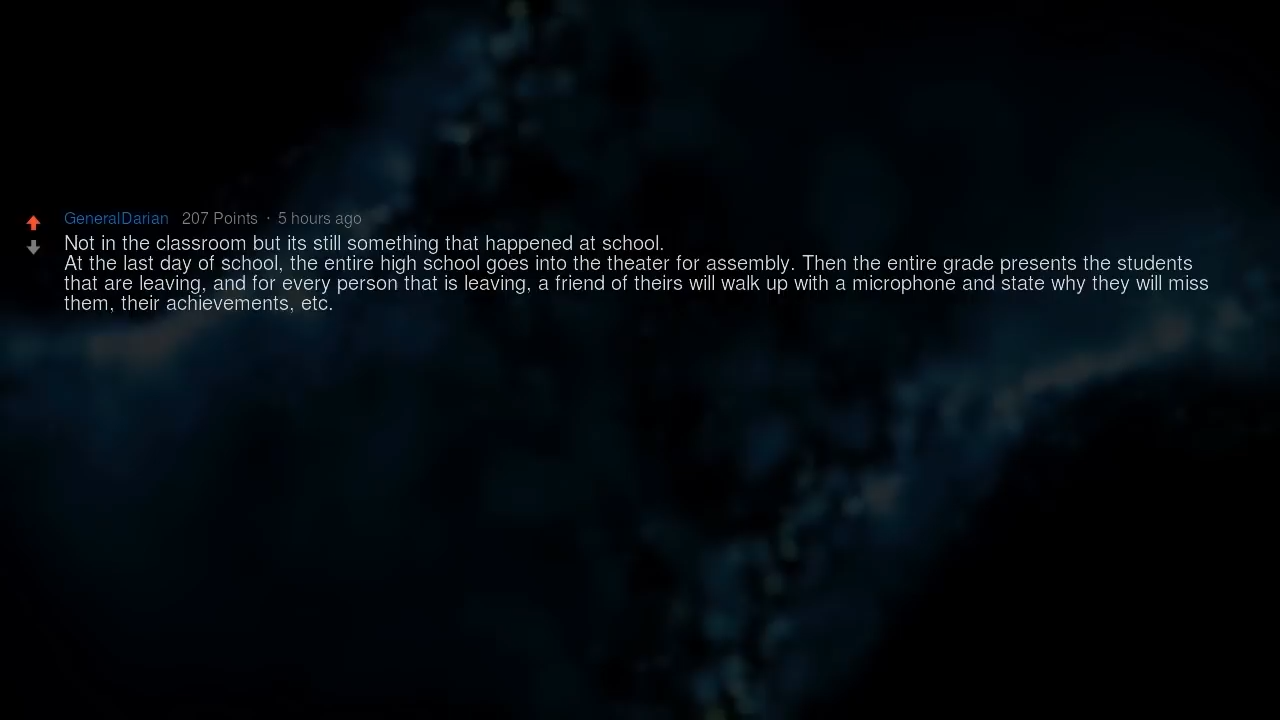 GeneralDarian 207 Points · 5 hours ago
Not in the classroom but its still something that happened at school.
At the last day of school, the entire high school goes into the theater for assembly. Then the entire grade presents the students
that are leaving, and for every person that is leaving, a friend of theirs will walk up with a microphone and state why they will miss
them, their achievements, etc.